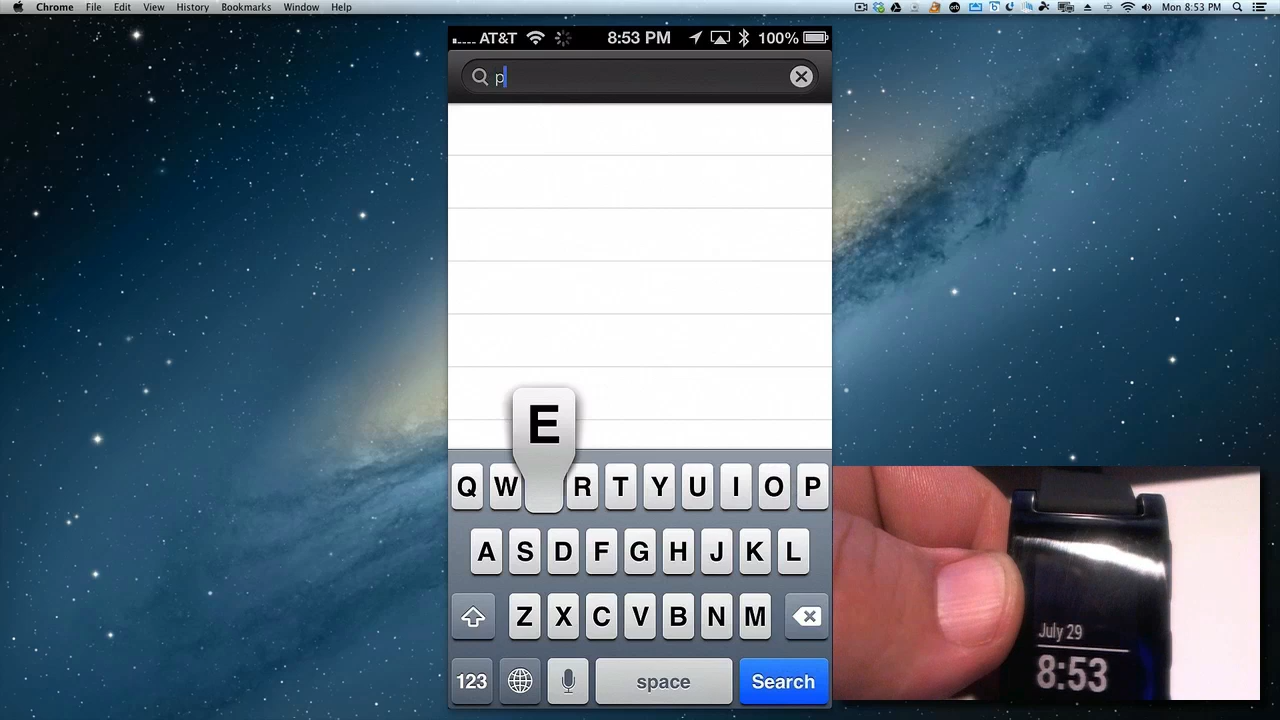 Chrome File Edit View History Bookmarks Window Help Mon 8:53 PM
AT&T 8:53 PM 100%
p
E
Q W R T Y U I O P
A S D F G H J K L
Z X C V B N M
123 space Search
July 29
8:53